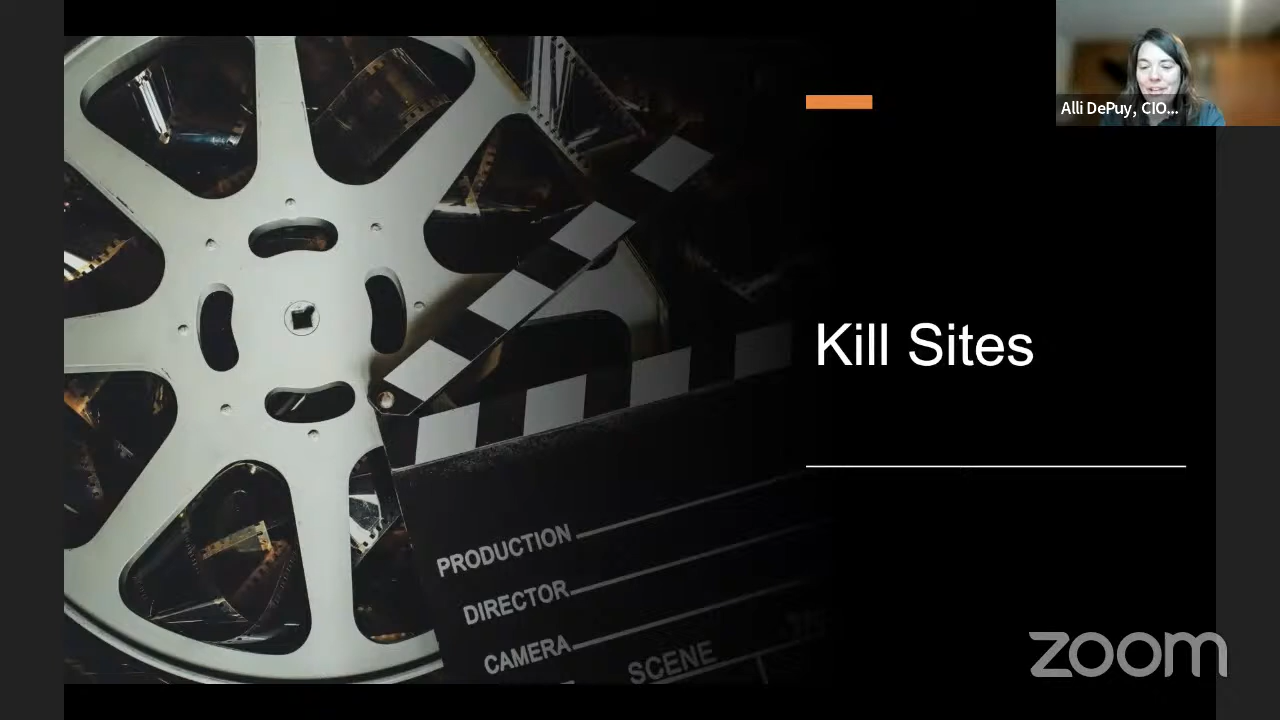 Alli DePuy, CIO...
Kill Sites
PRODUCTION
DIRECTOR
CAMERA
SCENE
zoom